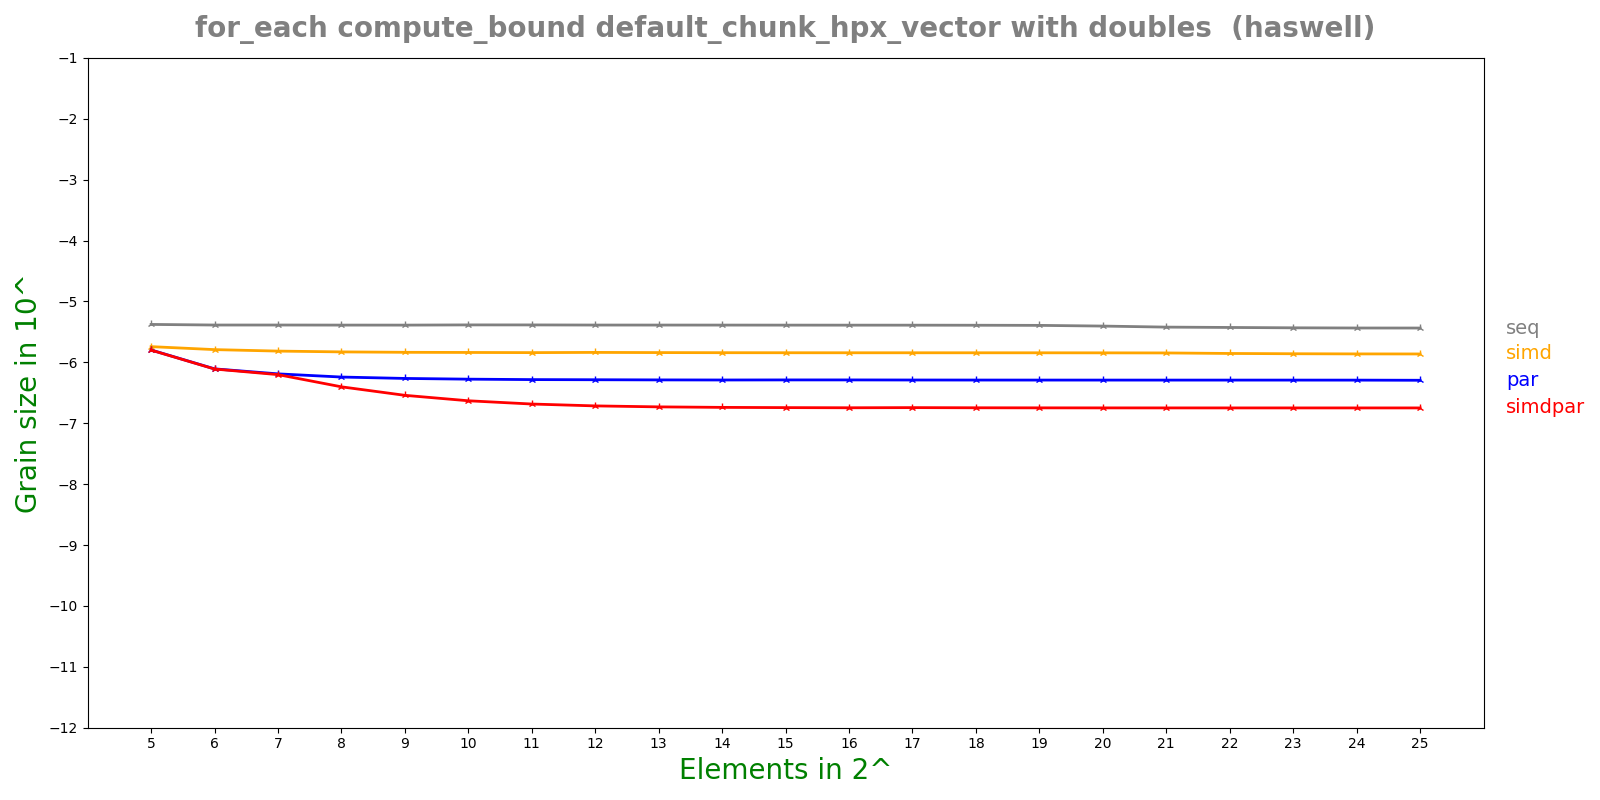 for_each compute_bound default_chunk_hpx_vector with doubles  (haswell)
−1
−2
−3
−4
−5
−6
−7
−8
−9
−10
−11
−12
Grain size in 10^
seq
simd
par
simdpar
5 6 7 8 9 10 11 12 13 14 15 16 17 18 19 20 21 22 23 24 25
Elements in 2^